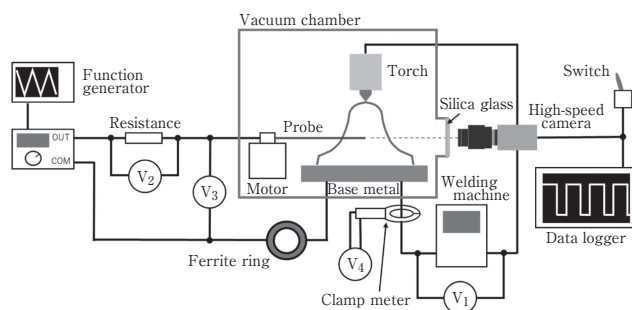 Vacuum chamber
Function
generator
Torch
Switch
Silica glass
High-speed
camera
OUT
COM
Resistance
Probe
V2
V3
Motor
Base metal
Welding
machine
Data logger
Ferrite ring
V4
Clamp meter
V1